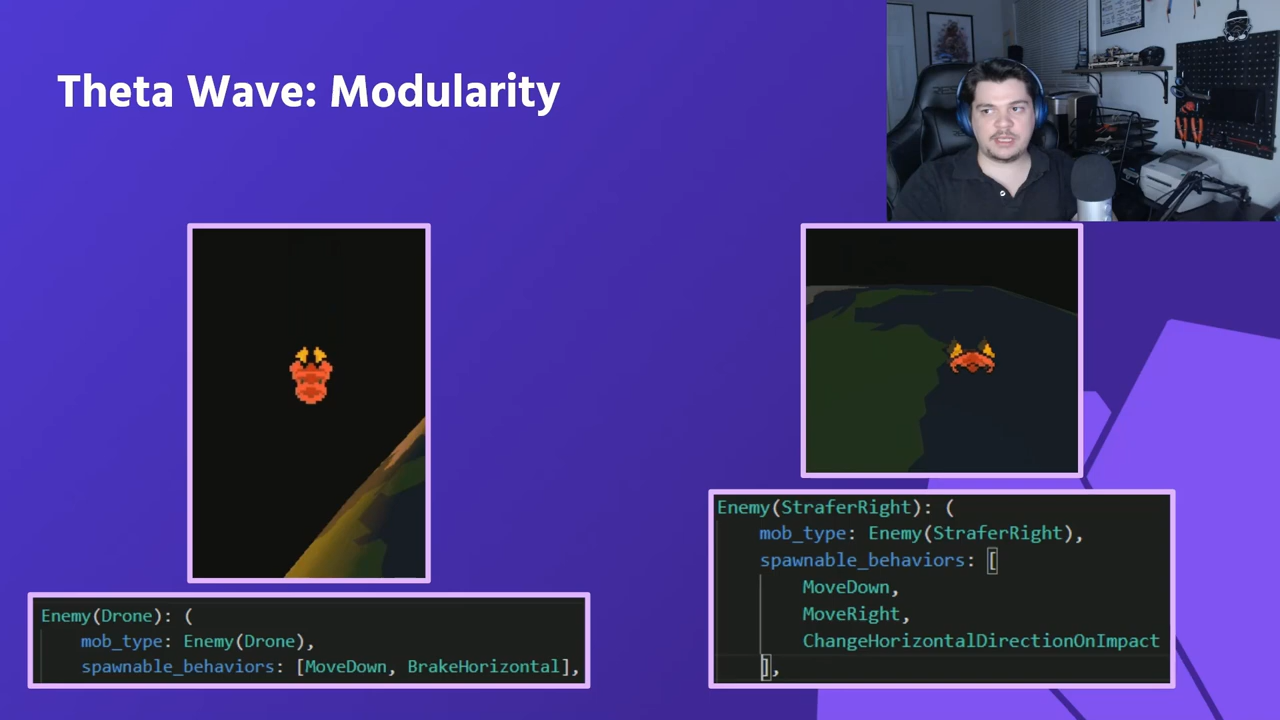 Theta Wave: Modularity
Enemy(Drone): (
mob_type: Enemy(Drone),
spawnable_behaviors: [MoveDown, BrakeHorizontal],
Enemy(StraferRight): (
mob_type: Enemy(StraferRight),
spawnable_behaviors: [
MoveDown,
MoveRight,
ChangeHorizontalDirectionOnImpact
],